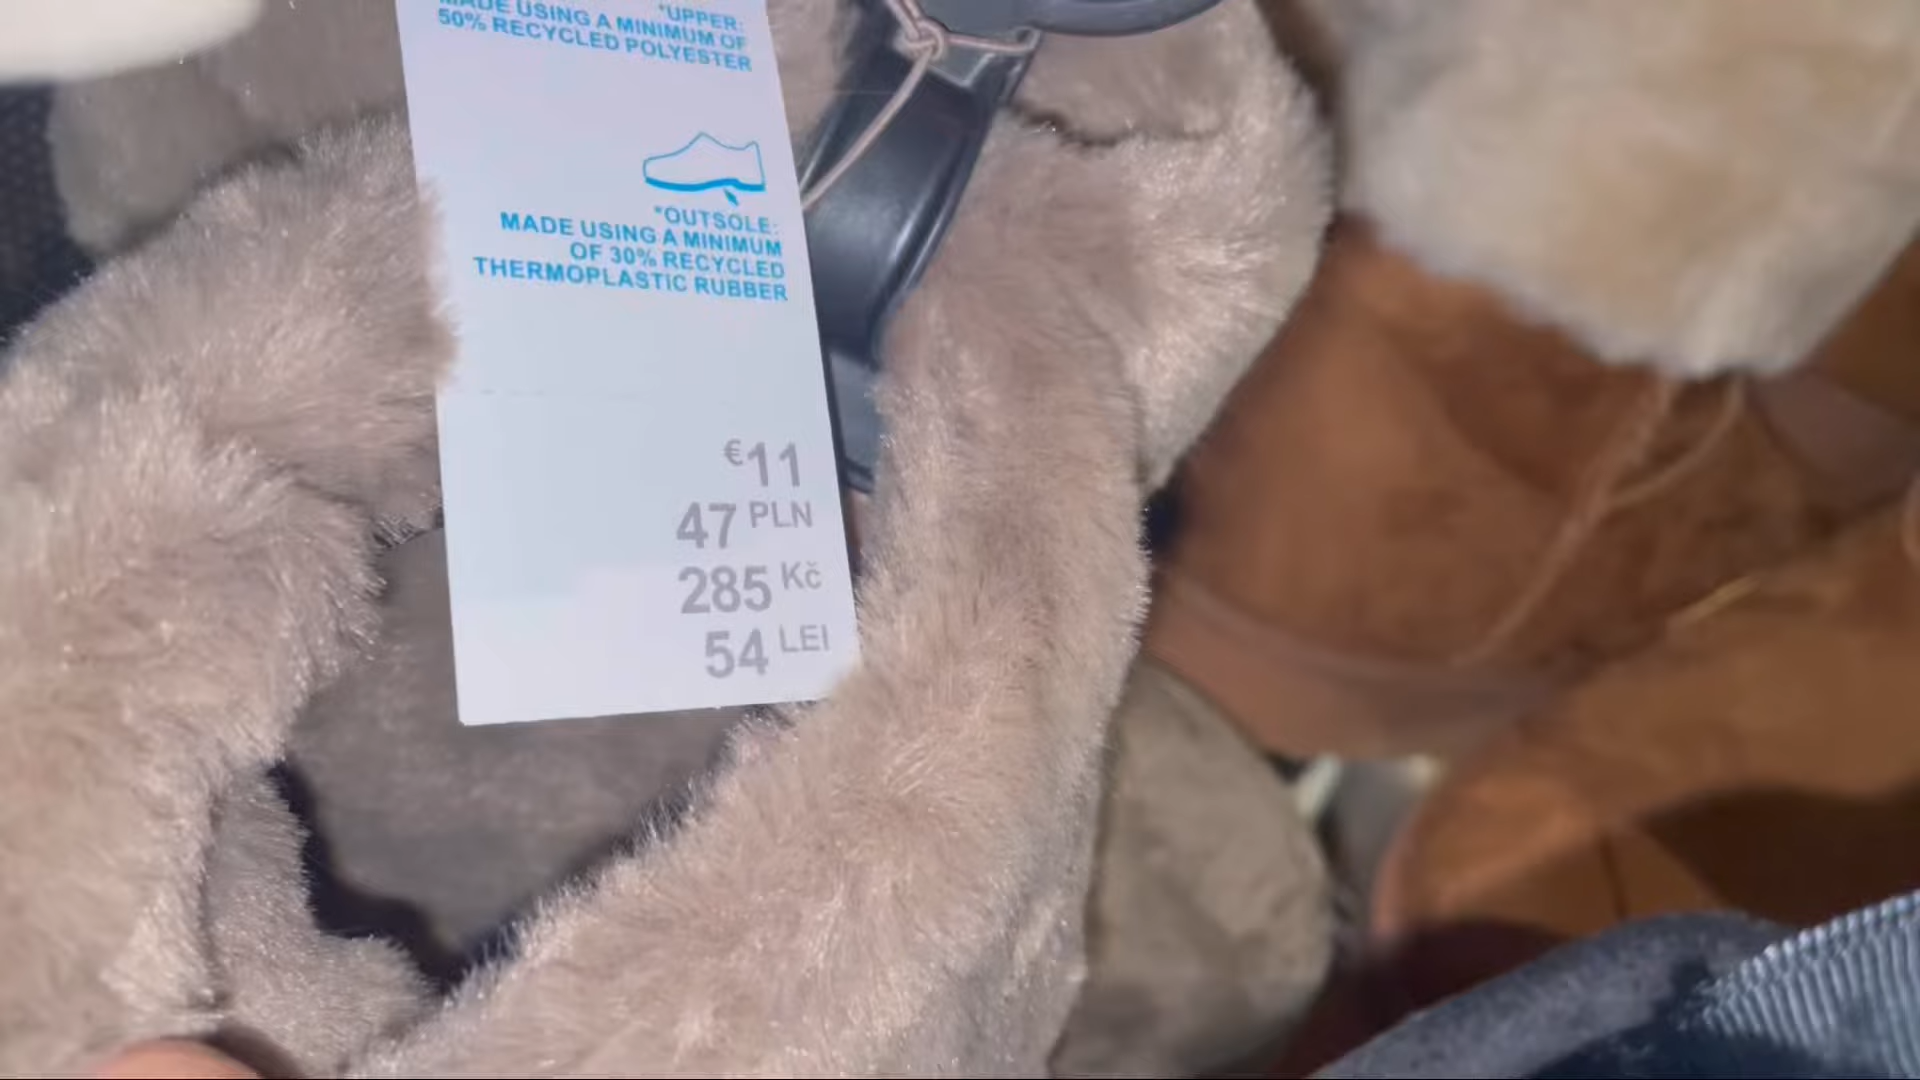 *UPPER:
MADE USING A MINIMUM OF
50% RECYCLED POLYESTER
*OUTSOLE:
MADE USING A MINIMUM
OF 30% RECYCLED
THERMOPLASTIC RUBBER
€11
47 PLN
285 Kč
54 LEI